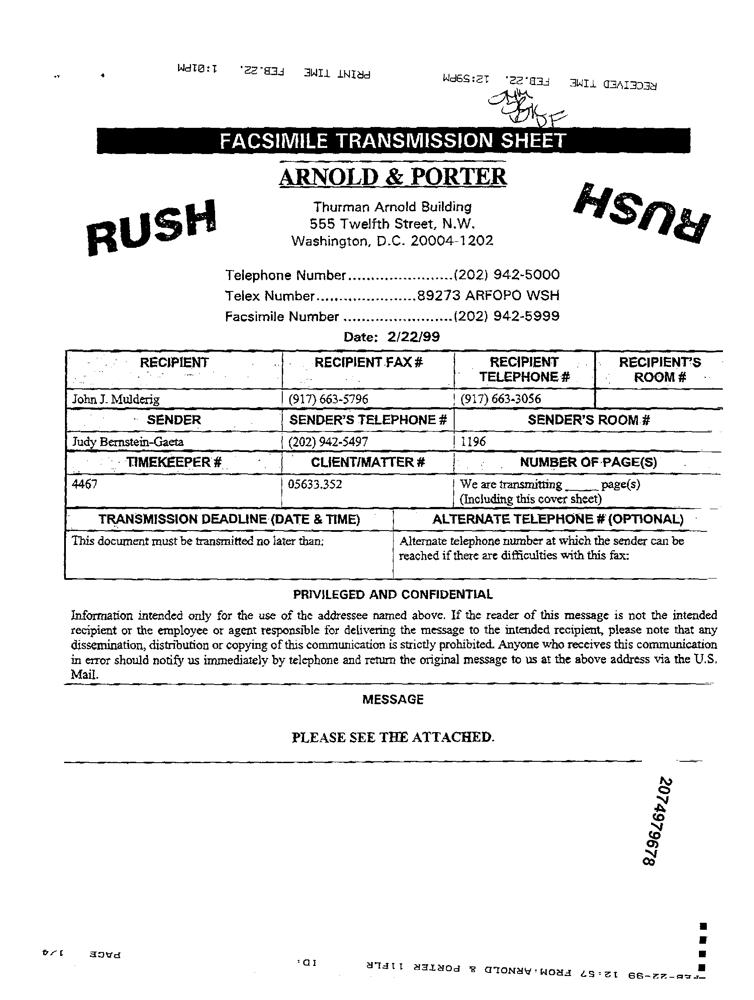 RECEIVED TIME FEB.22. 12:59PM PRINT TIME FEB.22. 1:01PM
FACSIMILE TRANSMISSION SHEET
ARNOLD & PORTER
RUSH
RUSH
Thurman Arnold Building
555 Twelfth Street, N.W.
Washington, D.C. 20004-1202
Telephone Number.......................(202) 942-5000
Telex Number......................89273 ARFOPO WSH
Facsimile Number ........................(202) 942-5999
Date: 2/22/99
RECIPIENT RECIPIENT FAX # RECIPIENT TELEPHONE # RECIPIENT'S ROOM #
John J. Mulderig (917) 663-5796 (917) 663-3056
SENDER SENDER'S TELEPHONE # SENDER'S ROOM #
Judy Bernstein-Gaeta (202) 942-5497 1196
TIMEKEEPER # CLIENT/MATTER # NUMBER OF PAGE(S)
4467 05633.352 We are transmitting _____ page(s)
(Including this cover sheet)
TRANSMISSION DEADLINE (DATE & TIME) ALTERNATE TELEPHONE # (OPTIONAL)
This document must be transmitted no later than: Alternate telephone number at which the sender can be
reached if there are difficulties with this fax:
PRIVILEGED AND CONFIDENTIAL
Information intended only for the use of the addressee named above. If the reader of this message is not the intended
recipient or the employee or agent responsible for delivering the message to the intended recipient, please note that any
dissemination, distribution or copying of this communication is strictly prohibited. Anyone who receives this communication
in error should notify us immediately by telephone and return the original message to us at the above address via the U.S.
Mail.
MESSAGE
PLEASE SEE THE ATTACHED.
2074979678
FEB-22-99 12:57 FROM:ARNOLD & PORTER 11FLR ID: PAGE 1/4